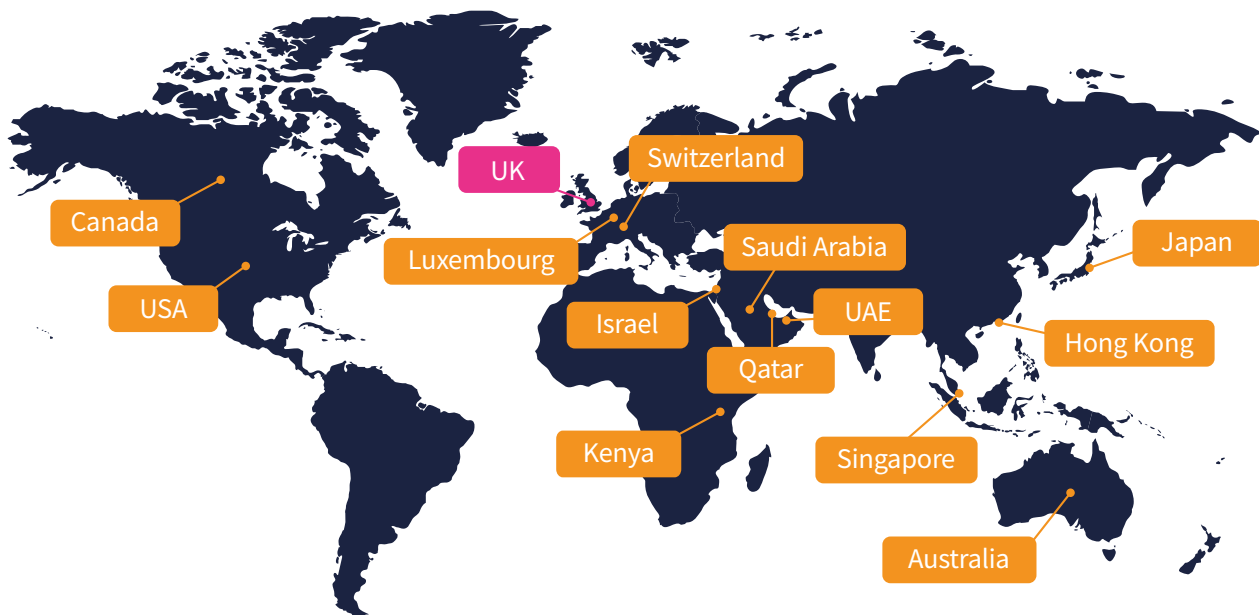 Switzerland
UK
Canada
Luxembourg
Saudi Arabia
Japan
USA
Israel
UAE
Hong Kong
Qatar
Kenya
Singapore
Australia